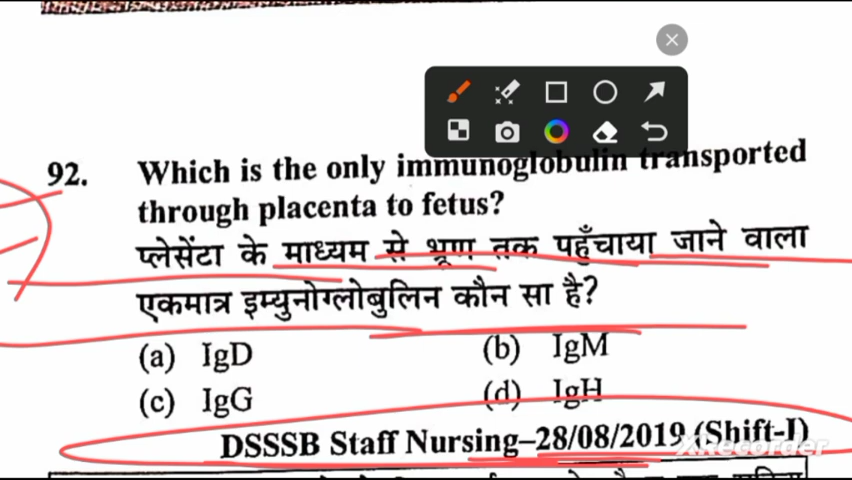 92. Which is the only immunoglobulin transported
through placenta to fetus?
प्लेसेंटा के माध्यम से भ्रूण तक पहुँचाया जाने वाला
एकमात्र इम्युनोग्लोबुलिन कौन सा है?
(a) IgD (b) IgM
(c) IgG (d) IgH
DSSSB Staff Nursing–28/08/2019 (Shift-I)
XRecorder